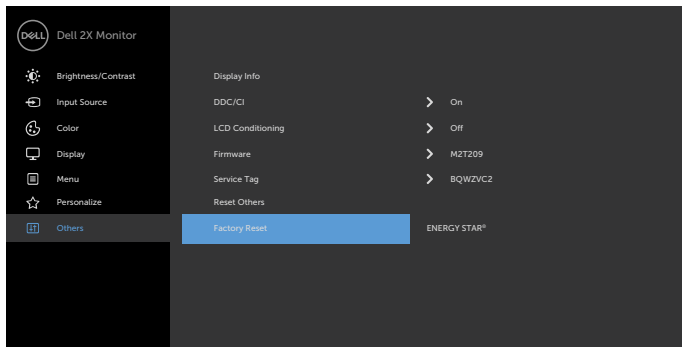 DELL Dell 2X Monitor
Brightness/Contrast Display Info
Input Source DDC/CI On
Color LCD Conditioning Off
Display Firmware M2T209
Menu Service Tag BQWZVC2
Personalize Reset Others
Others Factory Reset ENERGY STAR®